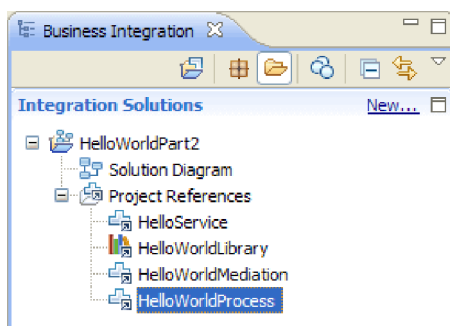 Business Integration
Integration Solutions New...
HelloWorldPart2
Solution Diagram
Project References
HelloService
HelloWorldLibrary
HelloWorldMediation
HelloWorldProcess